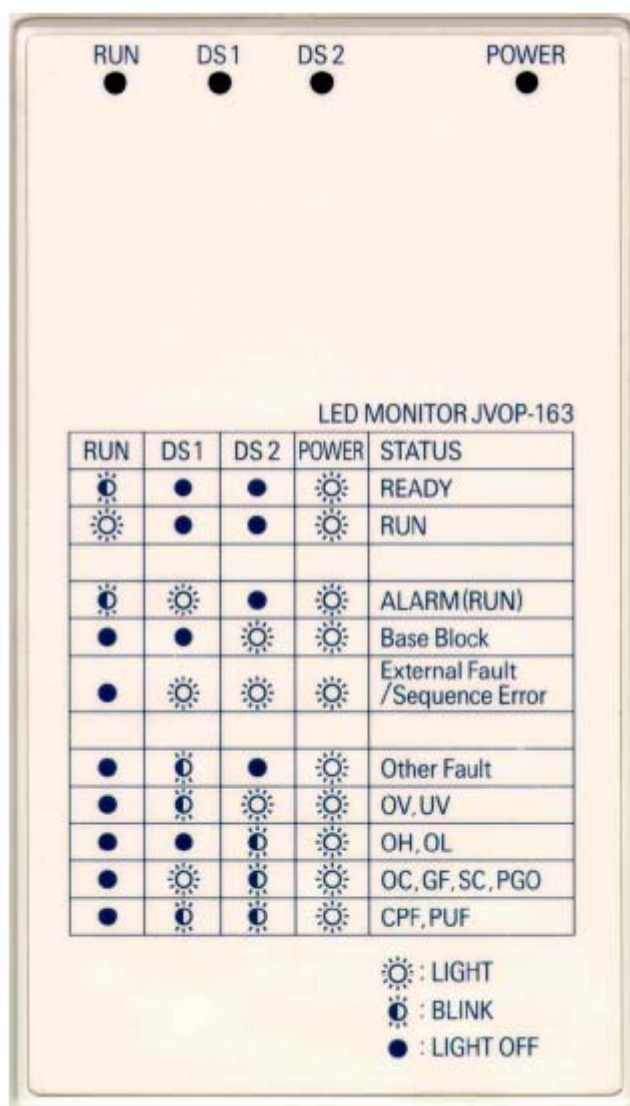 RUN DS1 DS2 POWER
LED MONITOR JVOP-163
RUN DS1 DS2 POWER STATUS
READY
RUN
ALARM(RUN)
Base Block
External Fault
/Sequence Error
Other Fault
OV,UV
OH,OL
OC,GF,SC,PGO
CPF,PUF
: LIGHT
: BLINK
: LIGHT OFF